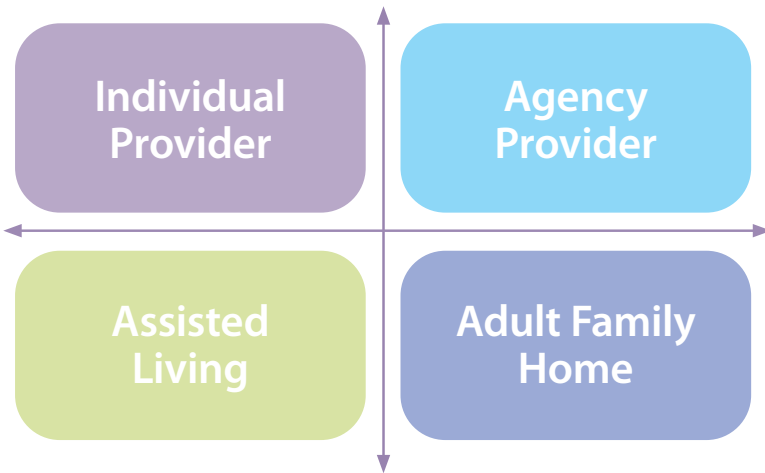 Individual
Provider
Agency
Provider
Assisted
Living
Adult Family
Home